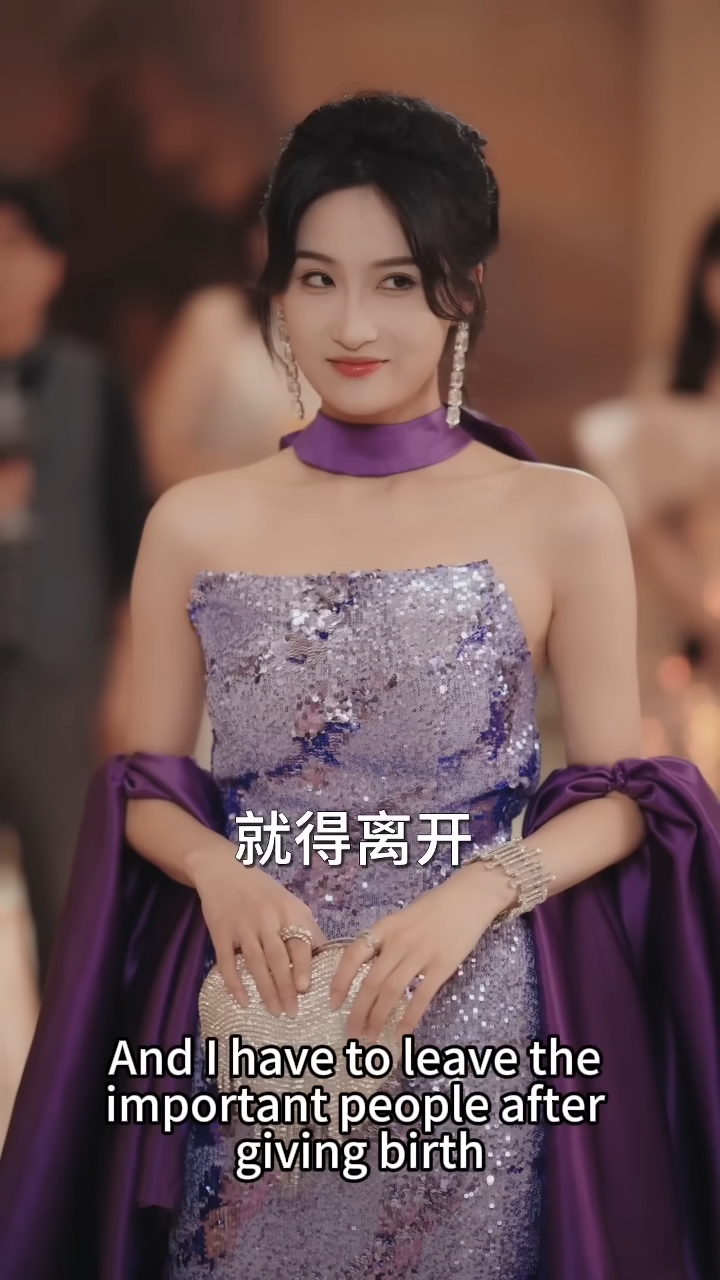 就得离开
And I have to leave the
important people after
giving birth